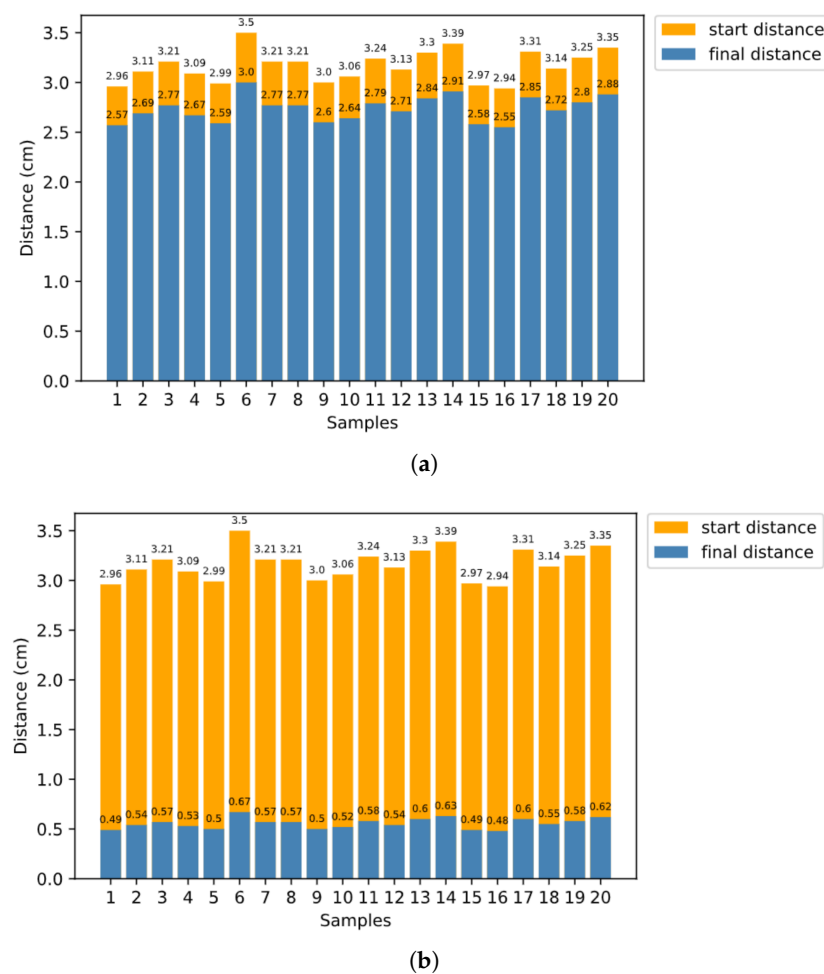 start distance
final distance
3.5
3.0
2.5
2.0
1.5
1.0
0.5
0.0
Distance (cm)
2.96 3.11 3.21 3.09 2.99 3.5 3.21 3.21 3.0 3.06 3.24 3.13 3.3 3.39 2.97 2.94 3.31 3.14 3.25 3.35
2.57 2.69 2.77 2.67 2.59 3.0 2.77 2.77 2.6 2.64 2.79 2.71 2.84 2.91 2.58 2.55 2.85 2.72 2.8 2.88
1 2 3 4 5 6 7 8 9 10 11 12 13 14 15 16 17 18 19 20
Samples
(a)
start distance
final distance
3.5
3.0
2.5
2.0
1.5
1.0
0.5
0.0
Distance (cm)
2.96 3.11 3.21 3.09 2.99 3.5 3.21 3.21 3.0 3.06 3.24 3.13 3.3 3.39 2.97 2.94 3.31 3.14 3.25 3.35
0.49 0.54 0.57 0.53 0.5 0.67 0.57 0.57 0.5 0.52 0.58 0.54 0.6 0.63 0.49 0.48 0.6 0.55 0.58 0.62
1 2 3 4 5 6 7 8 9 10 11 12 13 14 15 16 17 18 19 20
Samples
(b)